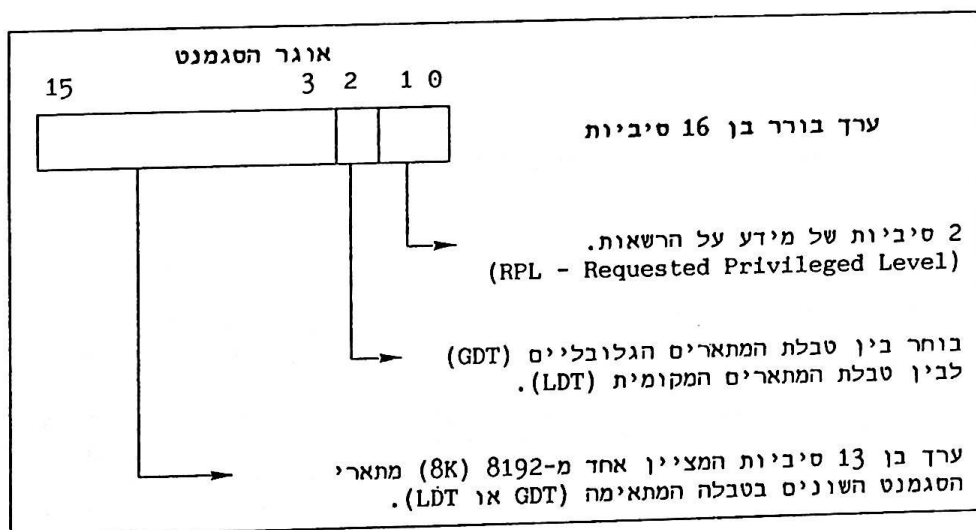 אוגר הסגמנט
15 3 2 1 0
ערך בורר בן 16 סיביות
2 סיביות של מידע על הרשאות.
(RPL - Requested Privileged Level)
בוחר בין טבלת המתארים הגלובליים (GDT)
לבין טבלת המתארים המקומית (LDT).
ערך בן 13 סיביות המציין אחד מ-8192 (8K) מתארי
הסגמנט השונים בטבלה המתאימה (GDT או LDT).